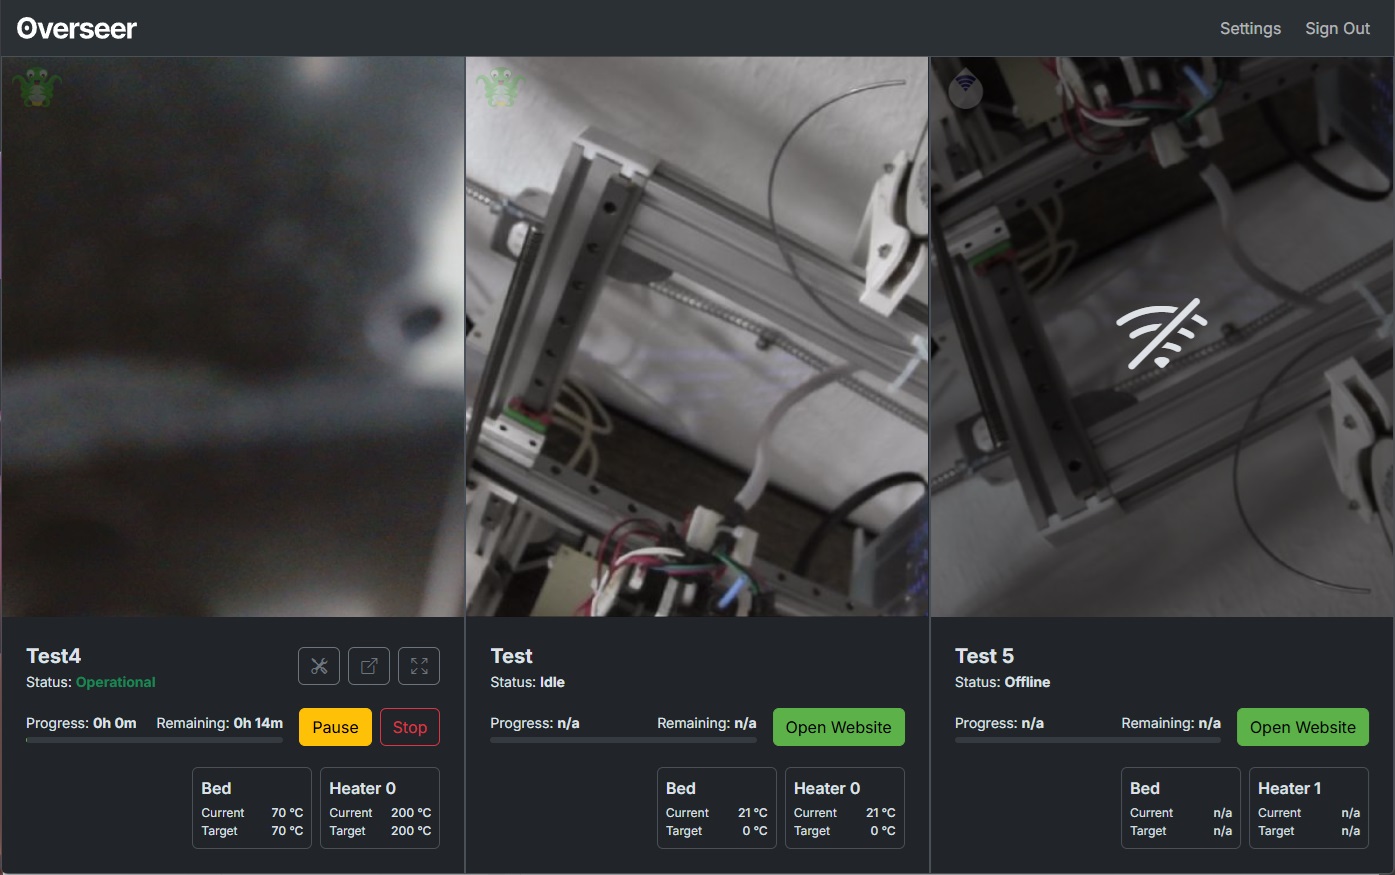 Overseer
Settings Sign Out
Test4
Status: Operational
Progress: 0h 0m Remaining: 0h 14m
Pause Stop
Bed
Current 70 °C
Target 70 °C
Heater 0
Current 200 °C
Target 200 °C
Test
Status: Idle
Progress: n/a Remaining: n/a
Open Website
Bed
Current 21 °C
Target 0 °C
Heater 0
Current 21 °C
Target 0 °C
Test 5
Status: Offline
Progress: n/a Remaining: n/a
Open Website
Bed
Current n/a
Target n/a
Heater 1
Current n/a
Target n/a